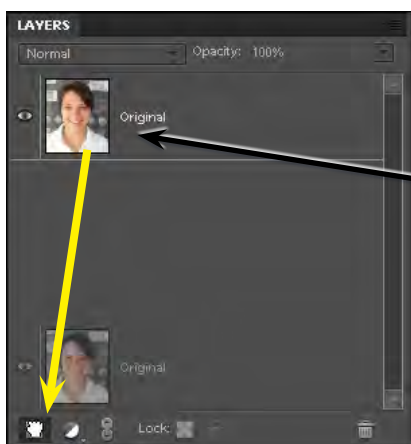 LAYERS
Normal Opacity: 100%
Original
Original
Lock: